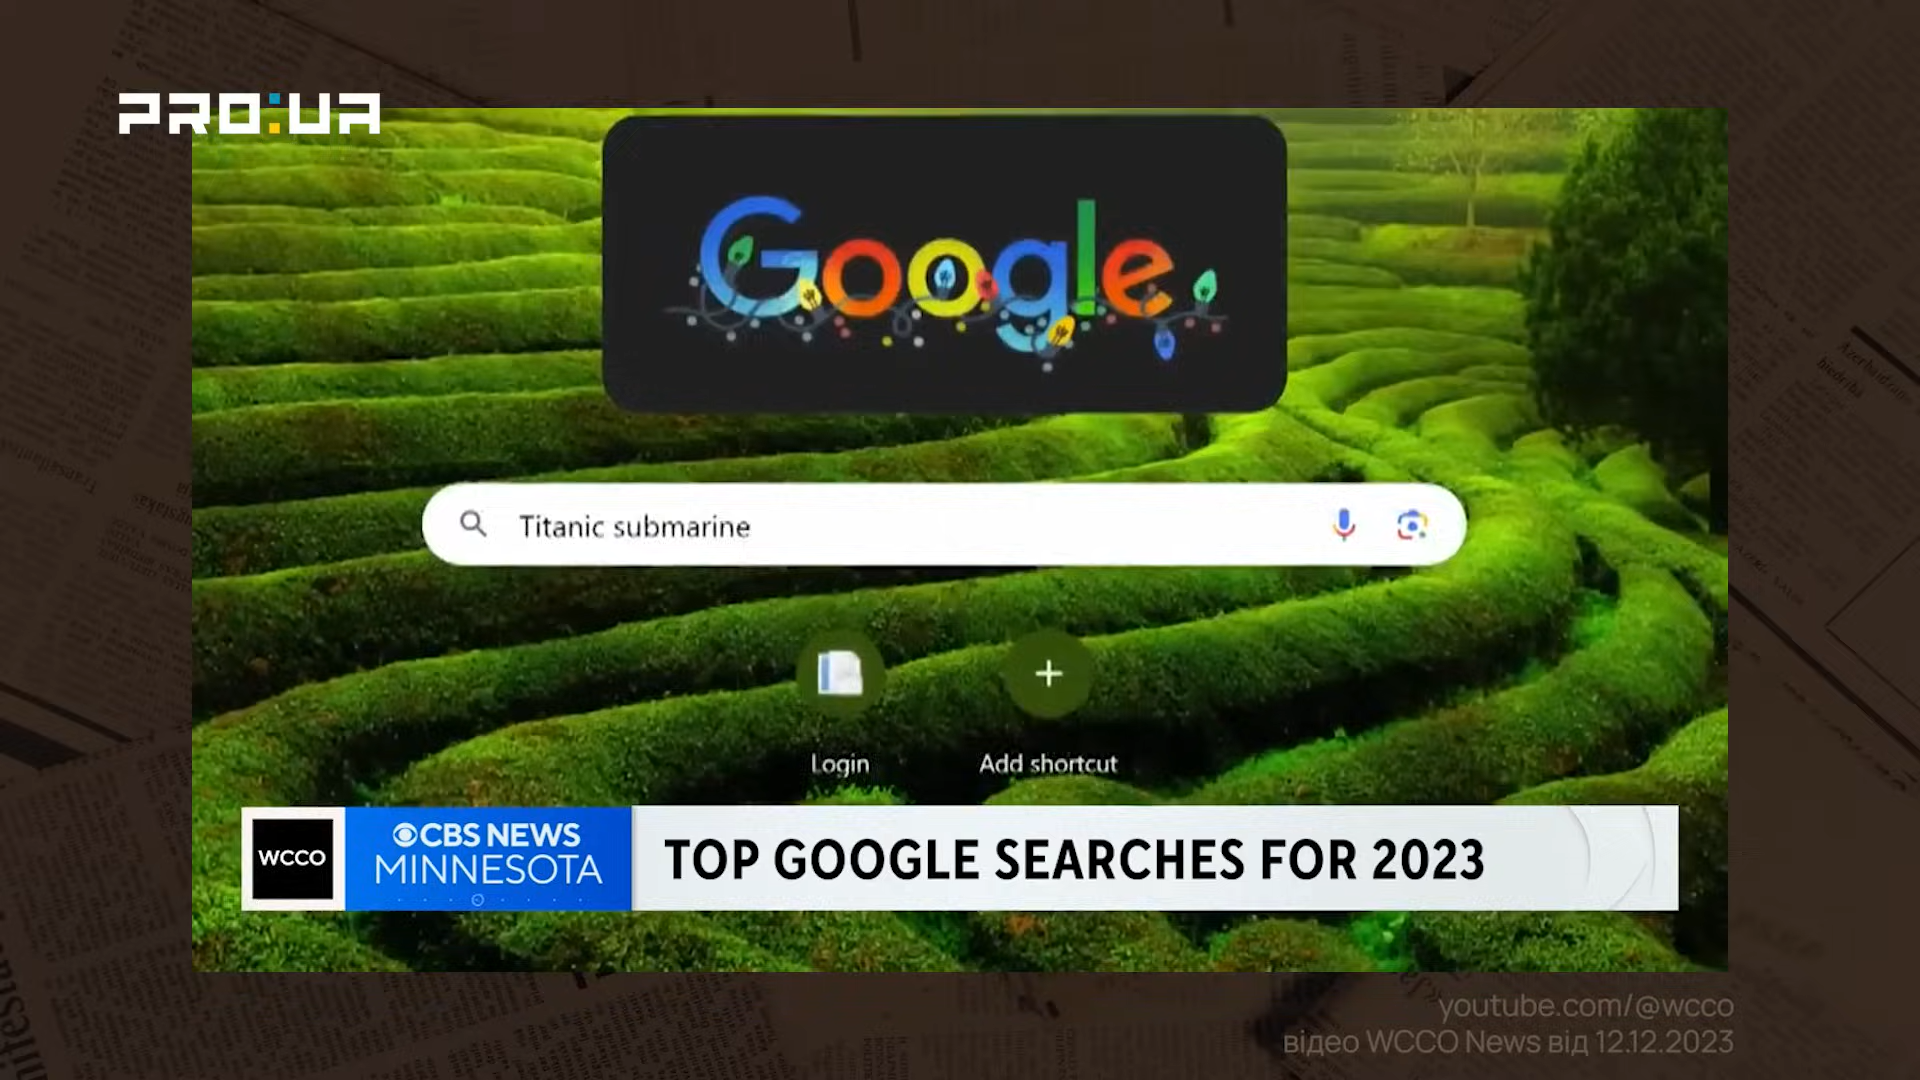 PRO:UA
Google
Titanic submarine
Login
Add shortcut
WCCO
CBS NEWS
MINNESOTA
TOP GOOGLE SEARCHES FOR 2023
youtube.com/@wcco
відео WCCO News від 12.12.2023